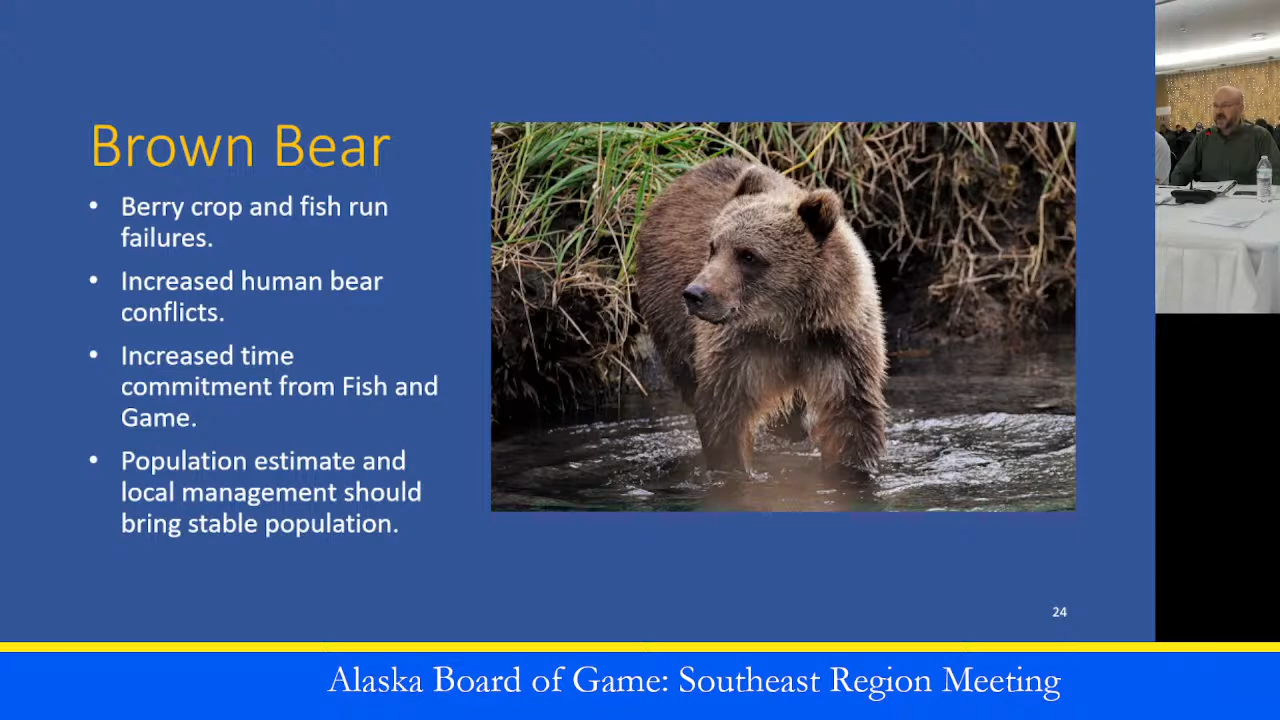 Brown Bear
• Berry crop and fish run
failures.
• Increased human bear
conflicts.
• Increased time
commitment from Fish and
Game.
• Population estimate and
local management should
bring stable population.
24
Alaska Board of Game: Southeast Region Meeting